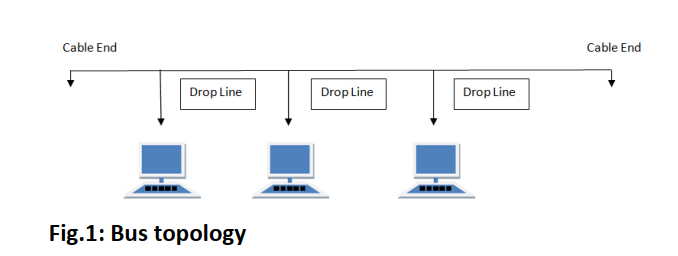 Cable End
Cable End
Drop Line
Drop Line
Drop Line
Fig.1: Bus topology